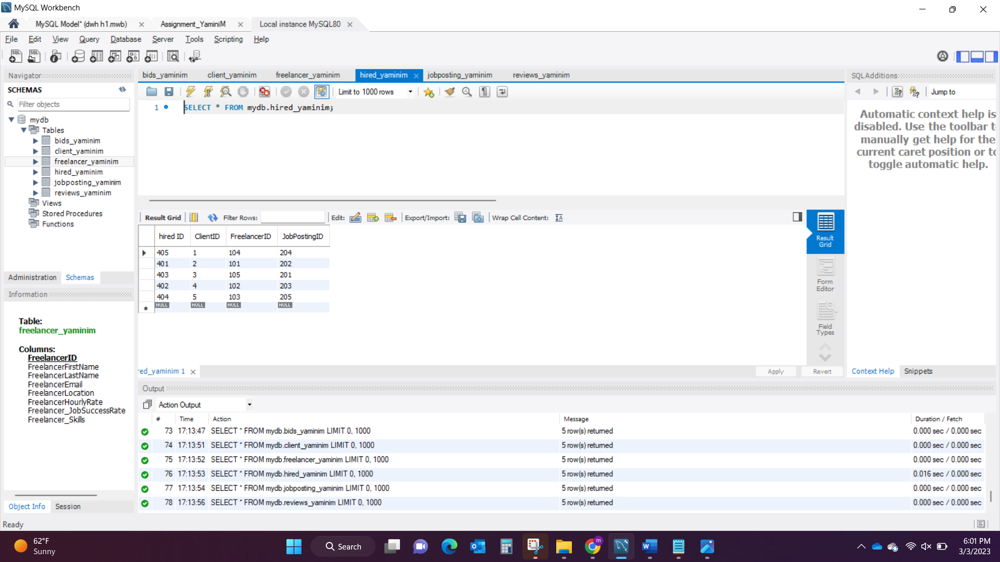 MySQL Workbench
MySQL Model* (dwh h1.mwb)
Assignment_YaminiM
Local instance MySQL80
File Edit View Query Database Server Tools Scripting Help
Navigator
SCHEMAS
Filter objects
mydb
Tables
bids_yaminim
client_yaminim
freelancer_yaminim
hired_yaminim
jobposting_yaminim
reviews_yaminim
Views
Stored Procedures
Functions
Administration Schemas
Information
Table:
freelancer_yaminim
Columns:
FreelancerID
FreelancerFirstName
FreelancerLastName
FreelancerEmail
FreelancerLocation
FreelancerHourlyRate
Freelancer_JobSuccessRate
Freelancer_Skills
Object Info Session
Ready
bids_yaminim client_yaminim freelancer_yaminim hired_yaminim jobposting_yaminim reviews_yaminim
Limit to 1000 rows
1 SELECT * FROM mydb.hired_yaminim;
Result Grid Filter Rows: Edit: Export/Import: Wrap Cell Content:
hired ID ClientID FreelancerID JobPostingID
405 1 104 204
401 2 101 202
403 3 105 201
402 4 102 203
404 5 103 205
NULL NULL NULL NULL
Result
Grid
Form
Editor
Field
Types
red_yaminim 1
Apply Revert
SQLAdditions
Jump to
Automatic context help is
disabled. Use the toolbar t
manually get help for the
current caret position or to
toggle automatic help.
Context Help Snippets
Output
Action Output
# Time Action Message Duration / Fetch
73 17:13:47 SELECT * FROM mydb.bids_yaminim LIMIT 0, 1000 5 row(s) returned 0.000 sec / 0.000 sec
74 17:13:51 SELECT * FROM mydb.client_yaminim LIMIT 0, 1000 5 row(s) returned 0.000 sec / 0.000 sec
75 17:13:52 SELECT * FROM mydb.freelancer_yaminim LIMIT 0, 1000 5 row(s) returned 0.000 sec / 0.000 sec
76 17:13:53 SELECT * FROM mydb.hired_yaminim LIMIT 0, 1000 5 row(s) returned 0.016 sec / 0.000 sec
77 17:13:54 SELECT * FROM mydb.jobposting_yaminim LIMIT 0, 1000 5 row(s) returned 0.000 sec / 0.000 sec
78 17:13:56 SELECT * FROM mydb.reviews_yaminim LIMIT 0, 1000 5 row(s) returned 0.000 sec / 0.000 sec
62°F
Sunny
Search
6:01 PM
3/3/2023